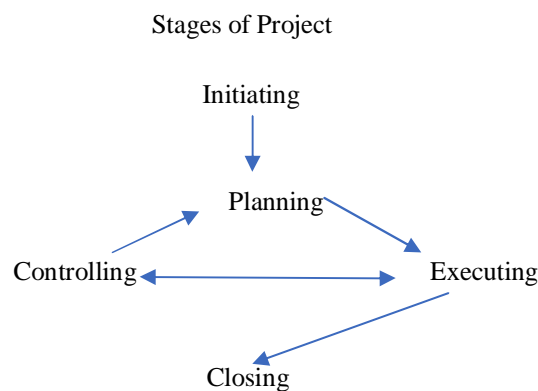 Stages of Project
Initiating
Planning
Controlling
Executing
Closing